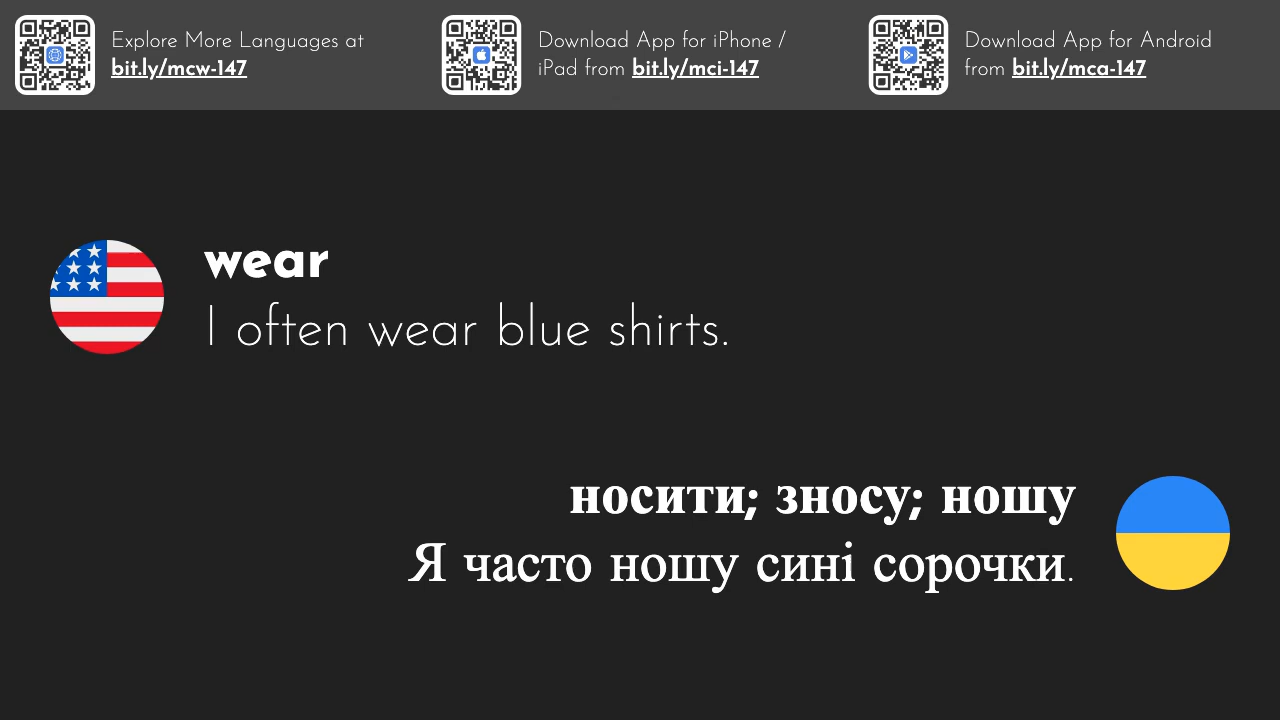 Explore More Languages at
bit.ly/mcw-147
Download App for iPhone /
iPad from bit.ly/mci-147
Download App for Android
from bit.ly/mca-147
wear
I often wear blue shirts.
носити; зносу; ношу
Я часто ношу сині сорочки.